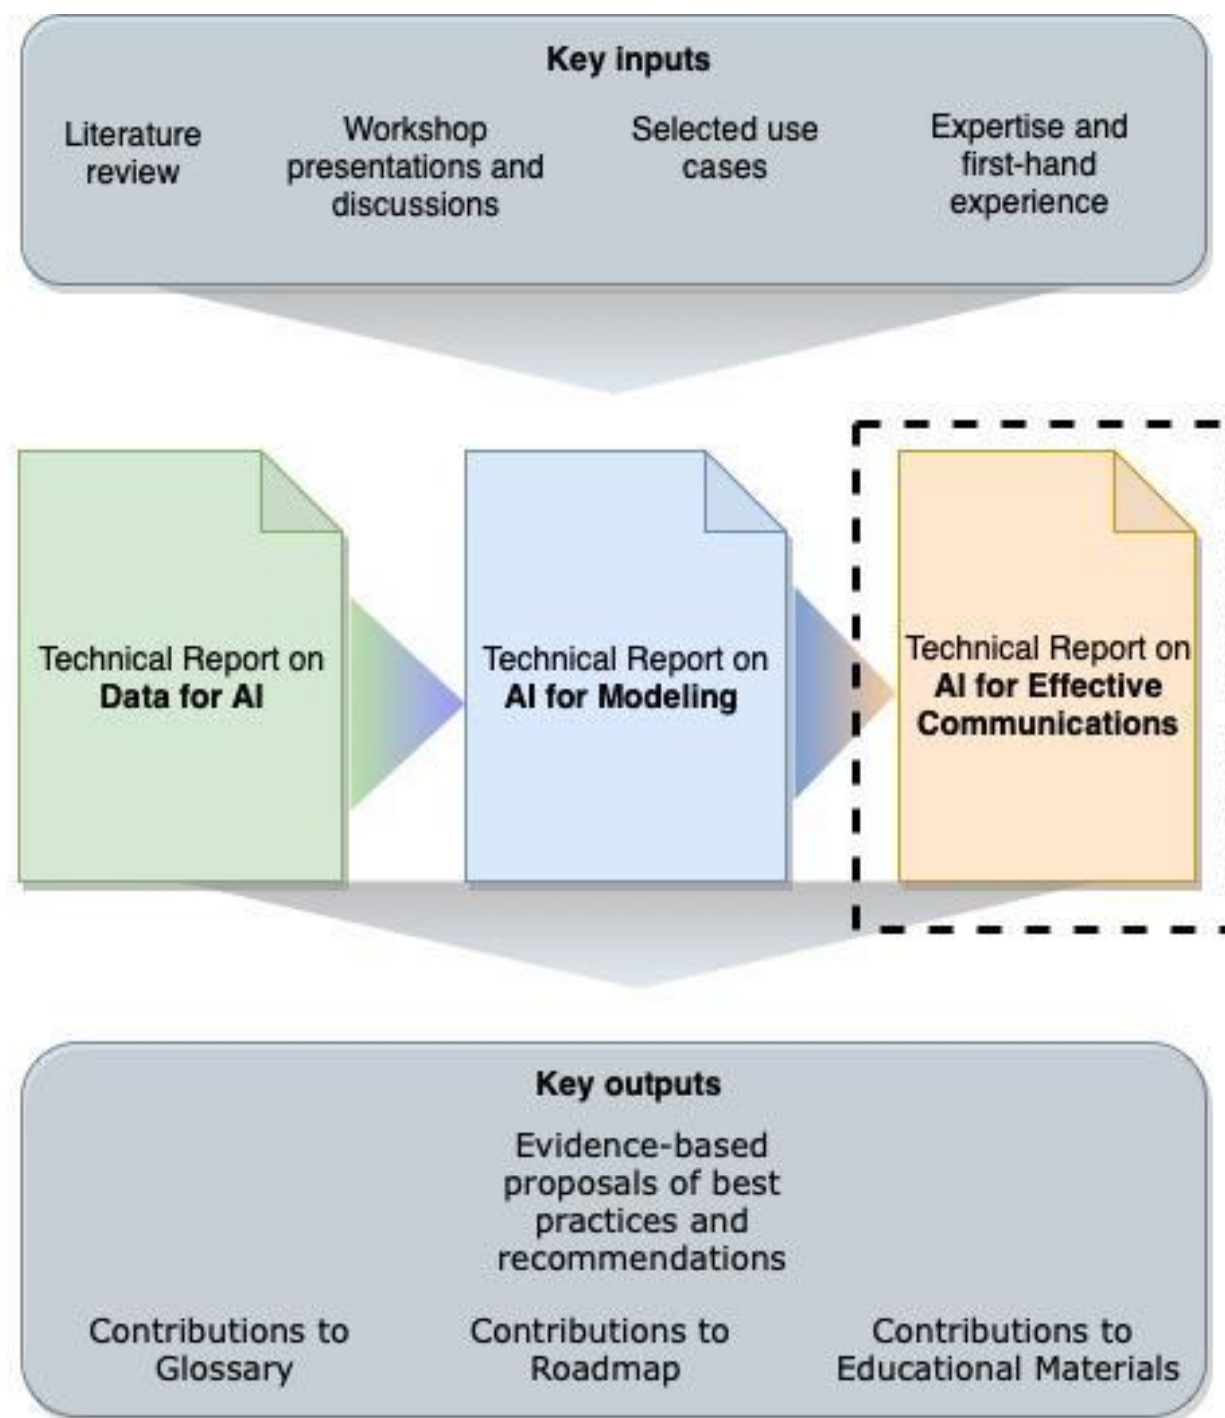 Key inputs
Literature
review
Workshop
presentations and
discussions
Selected use
cases
Expertise and
first-hand
experience
Technical Report on
Data for AI
Technical Report on
AI for Modeling
Technical Report on
AI for Effective
Communications
Key outputs
Evidence-based
proposals of best
practices and
recommendations
Contributions to
Glossary
Contributions to
Roadmap
Contributions to
Educational Materials